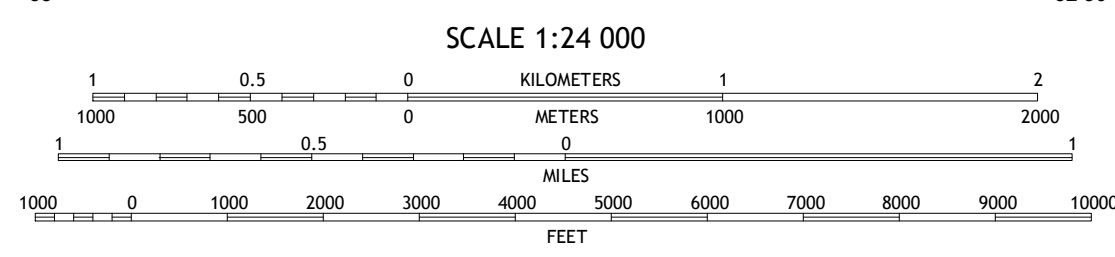 SCALE 1:24 000
1 0.5 0 KILOMETERS 1 2
1000 500 0 METERS 1000 2000
1 0.5 0 1
MILES
1000 0 1000 2000 3000 4000 5000 6000 7000 8000 9000 10000
FEET